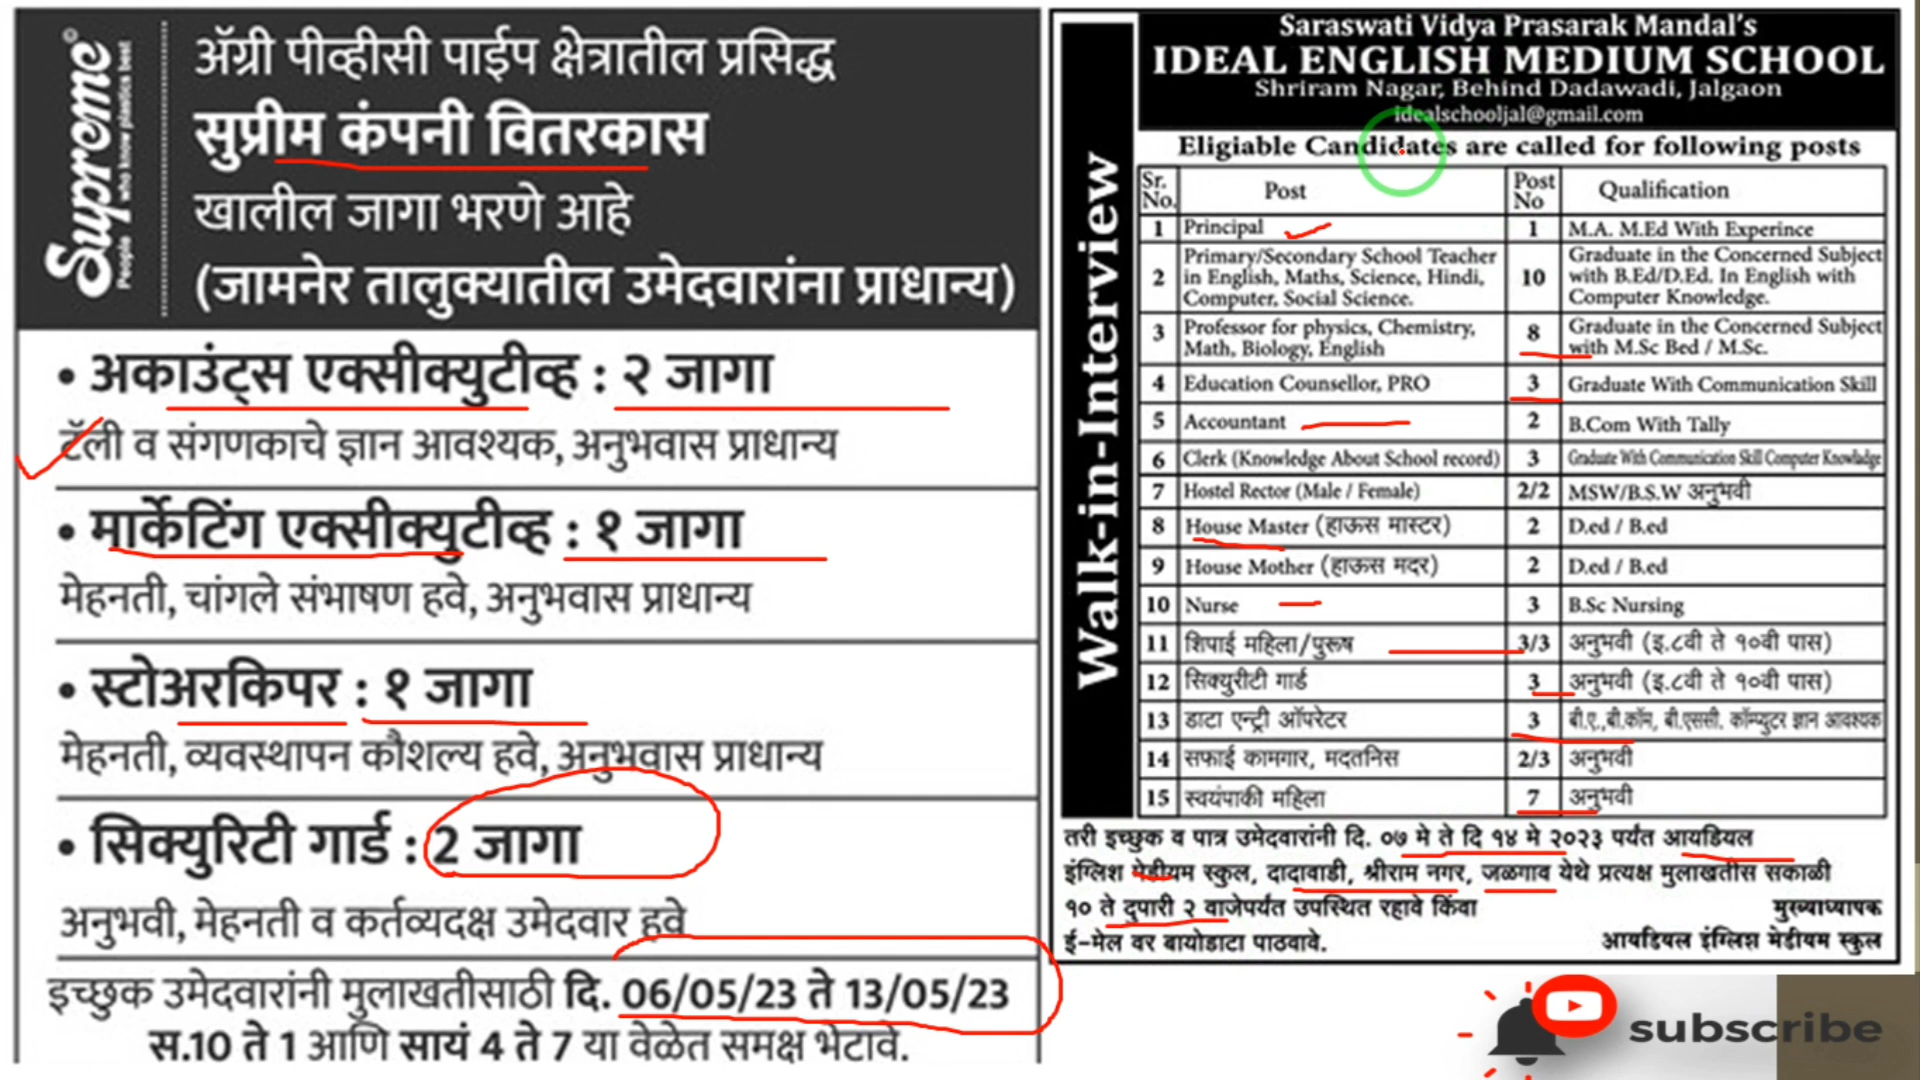 Supreme©
People who know plastics best
अ‍ॅग्री पीव्हीसी पाईप क्षेत्रातील प्रसिद्ध
सुप्रीम कंपनी वितरकास
खालील जागा भरणे आहे
(जामनेर तालुक्यातील उमेदवारांना प्राधान्य)
• अकाउंट्स एक्सीक्युटीव्ह : २ जागा
टॅली व संगणकाचे ज्ञान आवश्यक, अनुभवास प्राधान्य
• मार्केटिंग एक्सीक्युटीव्ह : १ जागा
मेहनती, चांगले संभाषण हवे, अनुभवास प्राधान्य
• स्टोअरकिपर : १ जागा
मेहनती, व्यवस्थापन कौशल्य हवे, अनुभवास प्राधान्य
• सिक्युरिटी गार्ड : 2 जागा
अनुभवी, मेहनती व कर्तव्यदक्ष उमेदवार हवे
इच्छुक उमेदवारांनी मुलाखतीसाठी दि. 06/05/23 ते 13/05/23
स.10 ते 1 आणि सायं 4 ते 7 या वेळेत समक्ष भेटावे.
Walk-in-Interview
Saraswati Vidya Prasarak Mandal's
IDEAL ENGLISH MEDIUM SCHOOL
Shriram Nagar, Behind Dadawadi, Jalgaon
idealschooljal@gmail.com
Eligiable Candidates are called for following posts
Sr. No. Post Post No Qualification
1 Principal 1 M.A. M.Ed With Experince
2 Primary/Secondary School Teacher in English, Maths, Science, Hindi, Computer, Social Science. 10 Graduate in the Concerned Subject with B.Ed/D.Ed. In English with Computer Knowledge.
3 Professor for physics, Chemistry, Math, Biology, English 8 Graduate in the Concerned Subject with M.Sc Bed / M.Sc.
4 Education Counsellor, PRO 3 Graduate With Communication Skill
5 Accountant 2 B.Com With Tally
6 Clerk (Knowledge About School record) 3 Graduate With Communication Skill Computer Knowladge
7 Hostel Rector (Male / Female) 2/2 MSW/B.S.W अनुभवी
8 House Master (हाऊस मास्टर) 2 D.ed / B.ed
9 House Mother (हाऊस मदर) 2 D.ed / B.ed
10 Nurse 3 B.Sc Nursing
11 शिपाई महिला/पुरूष 3/3 अनुभवी (इ.८वी ते १०वी पास)
12 सिक्युरीटी गार्ड 3 अनुभवी (इ.८वी ते १०वी पास)
13 डाटा एन्ट्री ऑपरेटर 3 बी.ए.,बी.कॉम, बी.एससी. कॉम्प्युटर ज्ञान आवश्यक
14 सफाई कामगार, मदतनिस 2/3 अनुभवी
15 स्वयंपाकी महिला 7 अनुभवी
तरी इच्छुक व पात्र उमेदवारांनी दि. ०७ मे ते दि १४ मे २०२३ पर्यंत आयडियल
इंग्लिश मेडीयम स्कुल, दादावाडी, श्रीराम नगर, जळगाव येथे प्रत्यक्ष मुलाखतीस सकाळी
१० ते दुपारी २ वाजेपर्यंत उपस्थित रहावे किंवा
ई-मेल वर बायोडाटा पाठवावे.
मुख्याध्यापक
आयडियल इंग्लिश मेडीयम स्कुल
subscribe